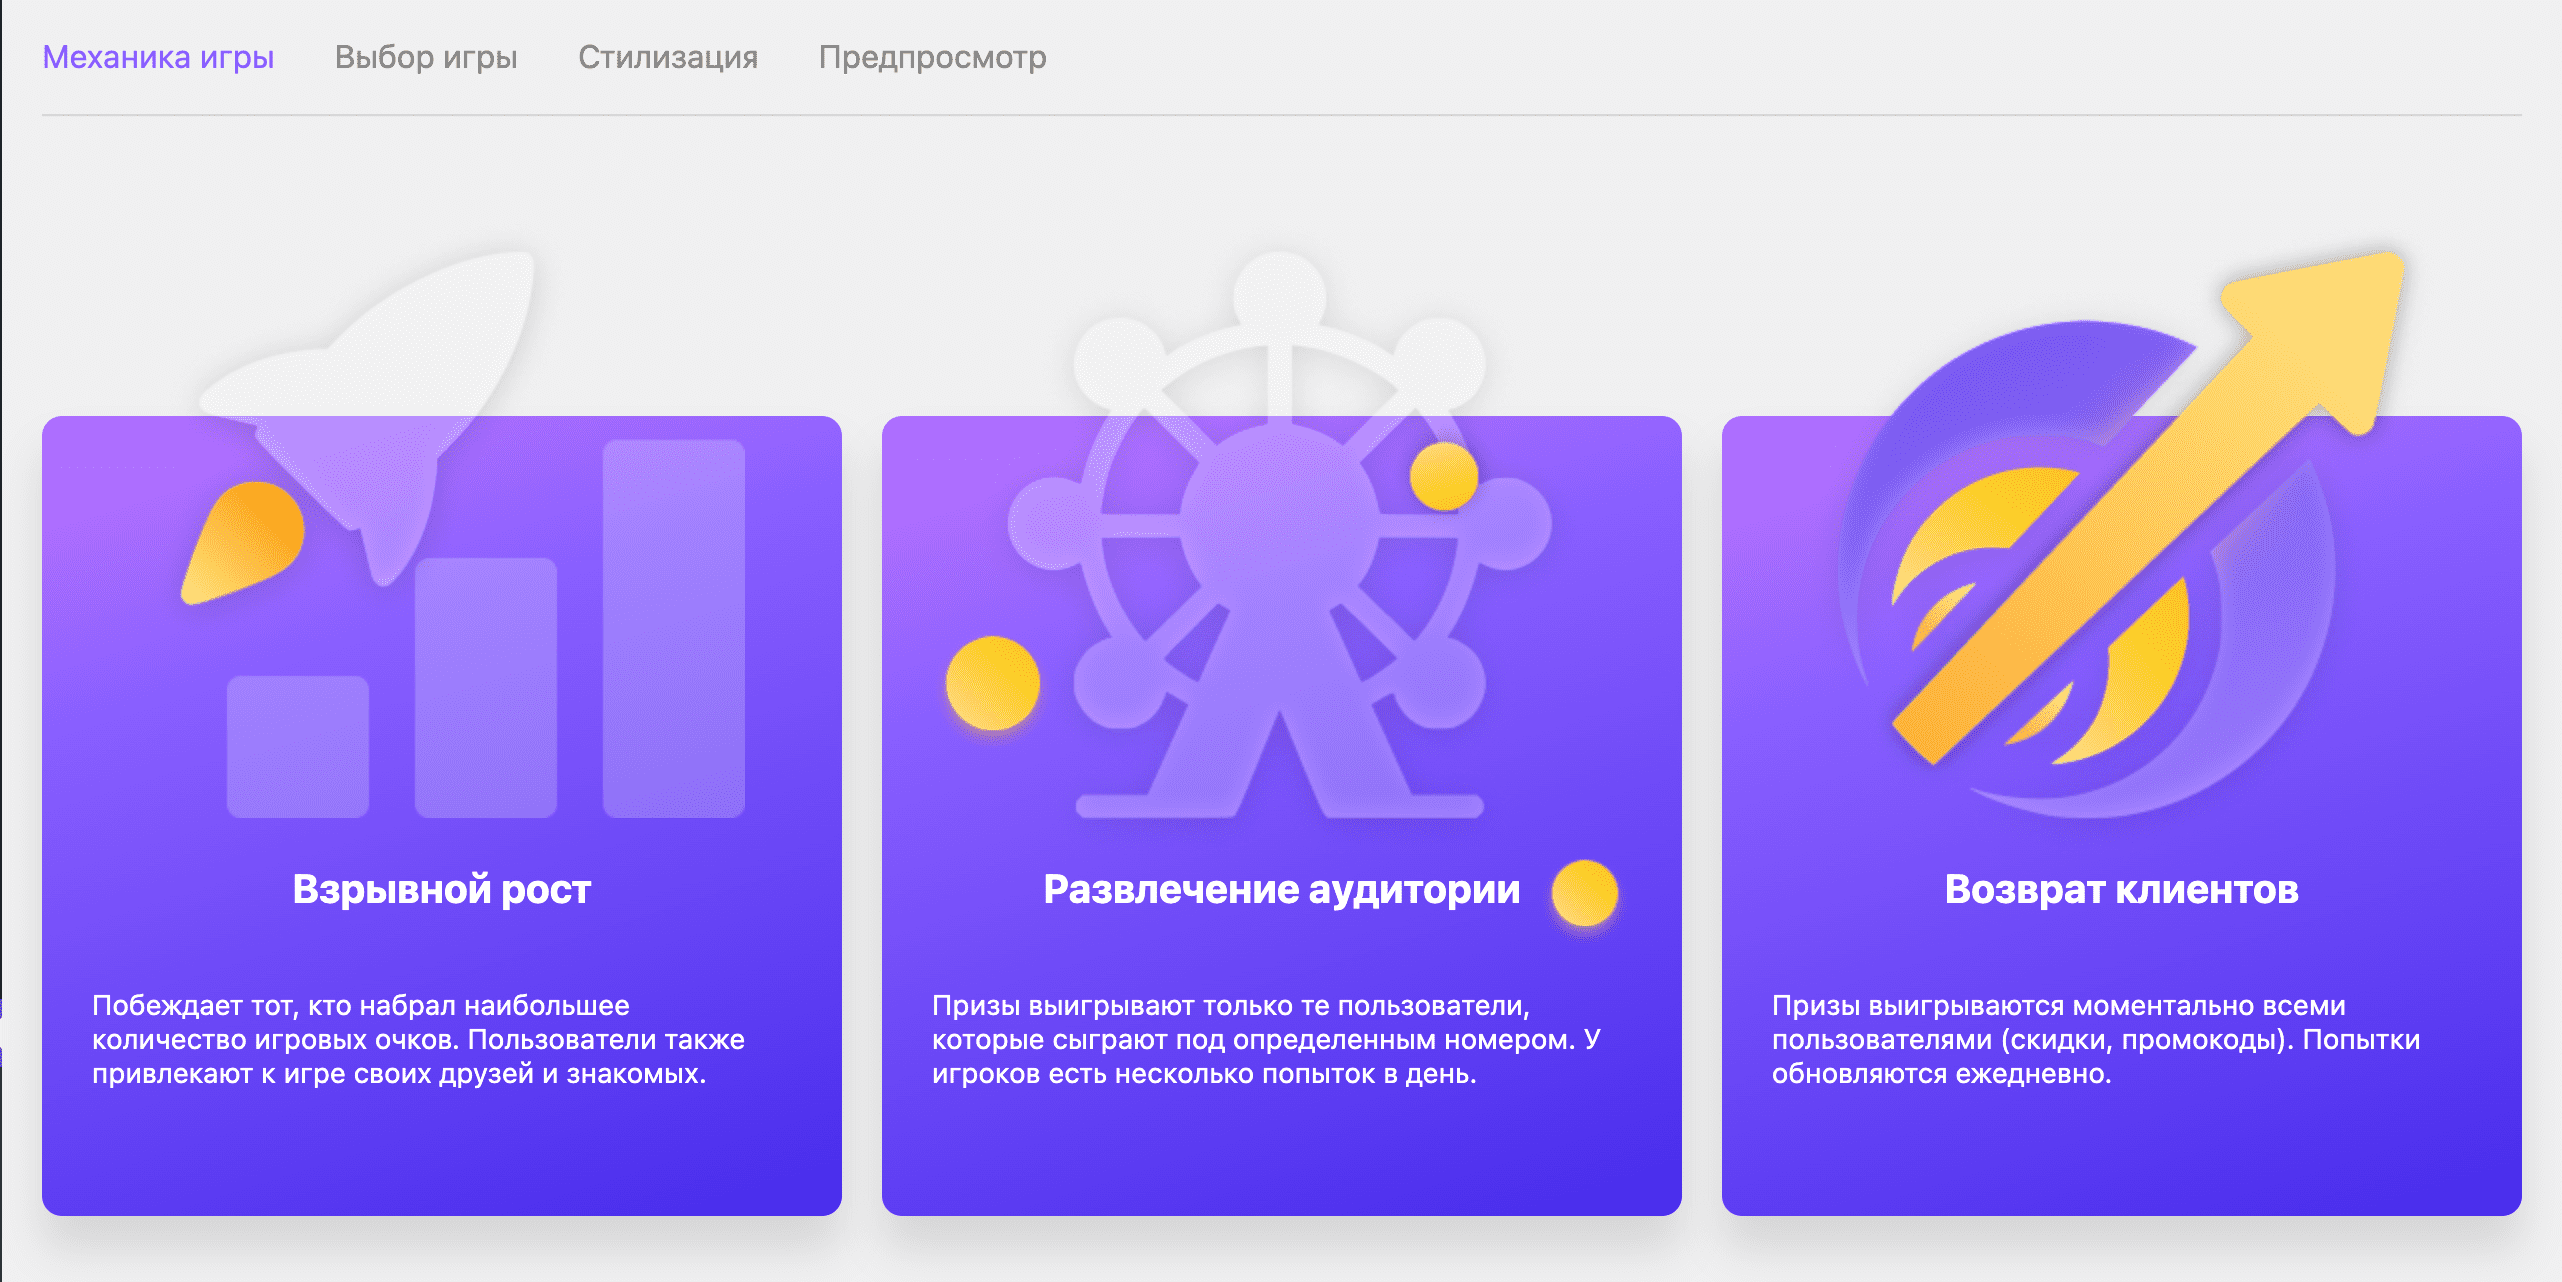 Механика игры Выбор игры Стилизация Предпросмотр
Взрывной рост
Побеждает тот, кто набрал наибольшее
количество игровых очков. Пользователи также
привлекают к игре своих друзей и знакомых.
Развлечение аудитории
Призы выигрывают только те пользователи,
которые сыграют под определенным номером. У
игроков есть несколько попыток в день.
Возврат клиентов
Призы выигрываются моментально всеми
пользователями (скидки, промокоды). Попытки
обновляются ежедневно.